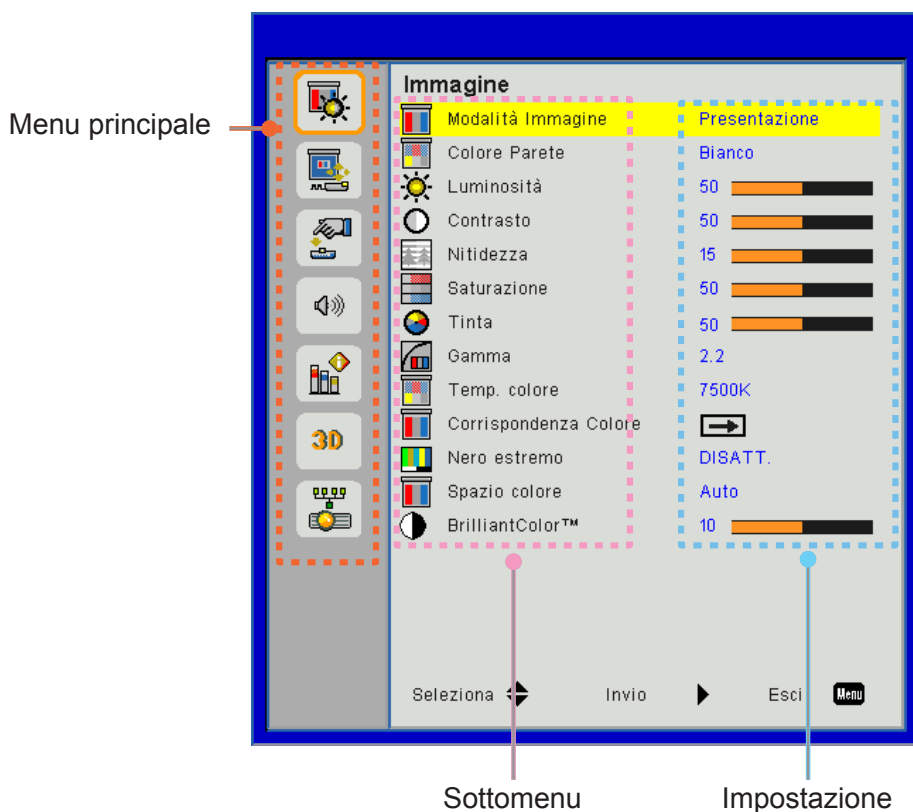 Menu principale
Immagine
Modalità Immagine Presentazione
Colore Parete Bianco
Luminosità 50
Contrasto 50
Nitidezza 15
Saturazione 50
Tinta 50
Gamma 2.2
Temp. colore 7500K
Corrispondenza Colore
Nero estremo DISATT.
Spazio colore Auto
BrilliantColor™ 10
3D
Seleziona Invio Esci Menu
Sottomenu Impostazione